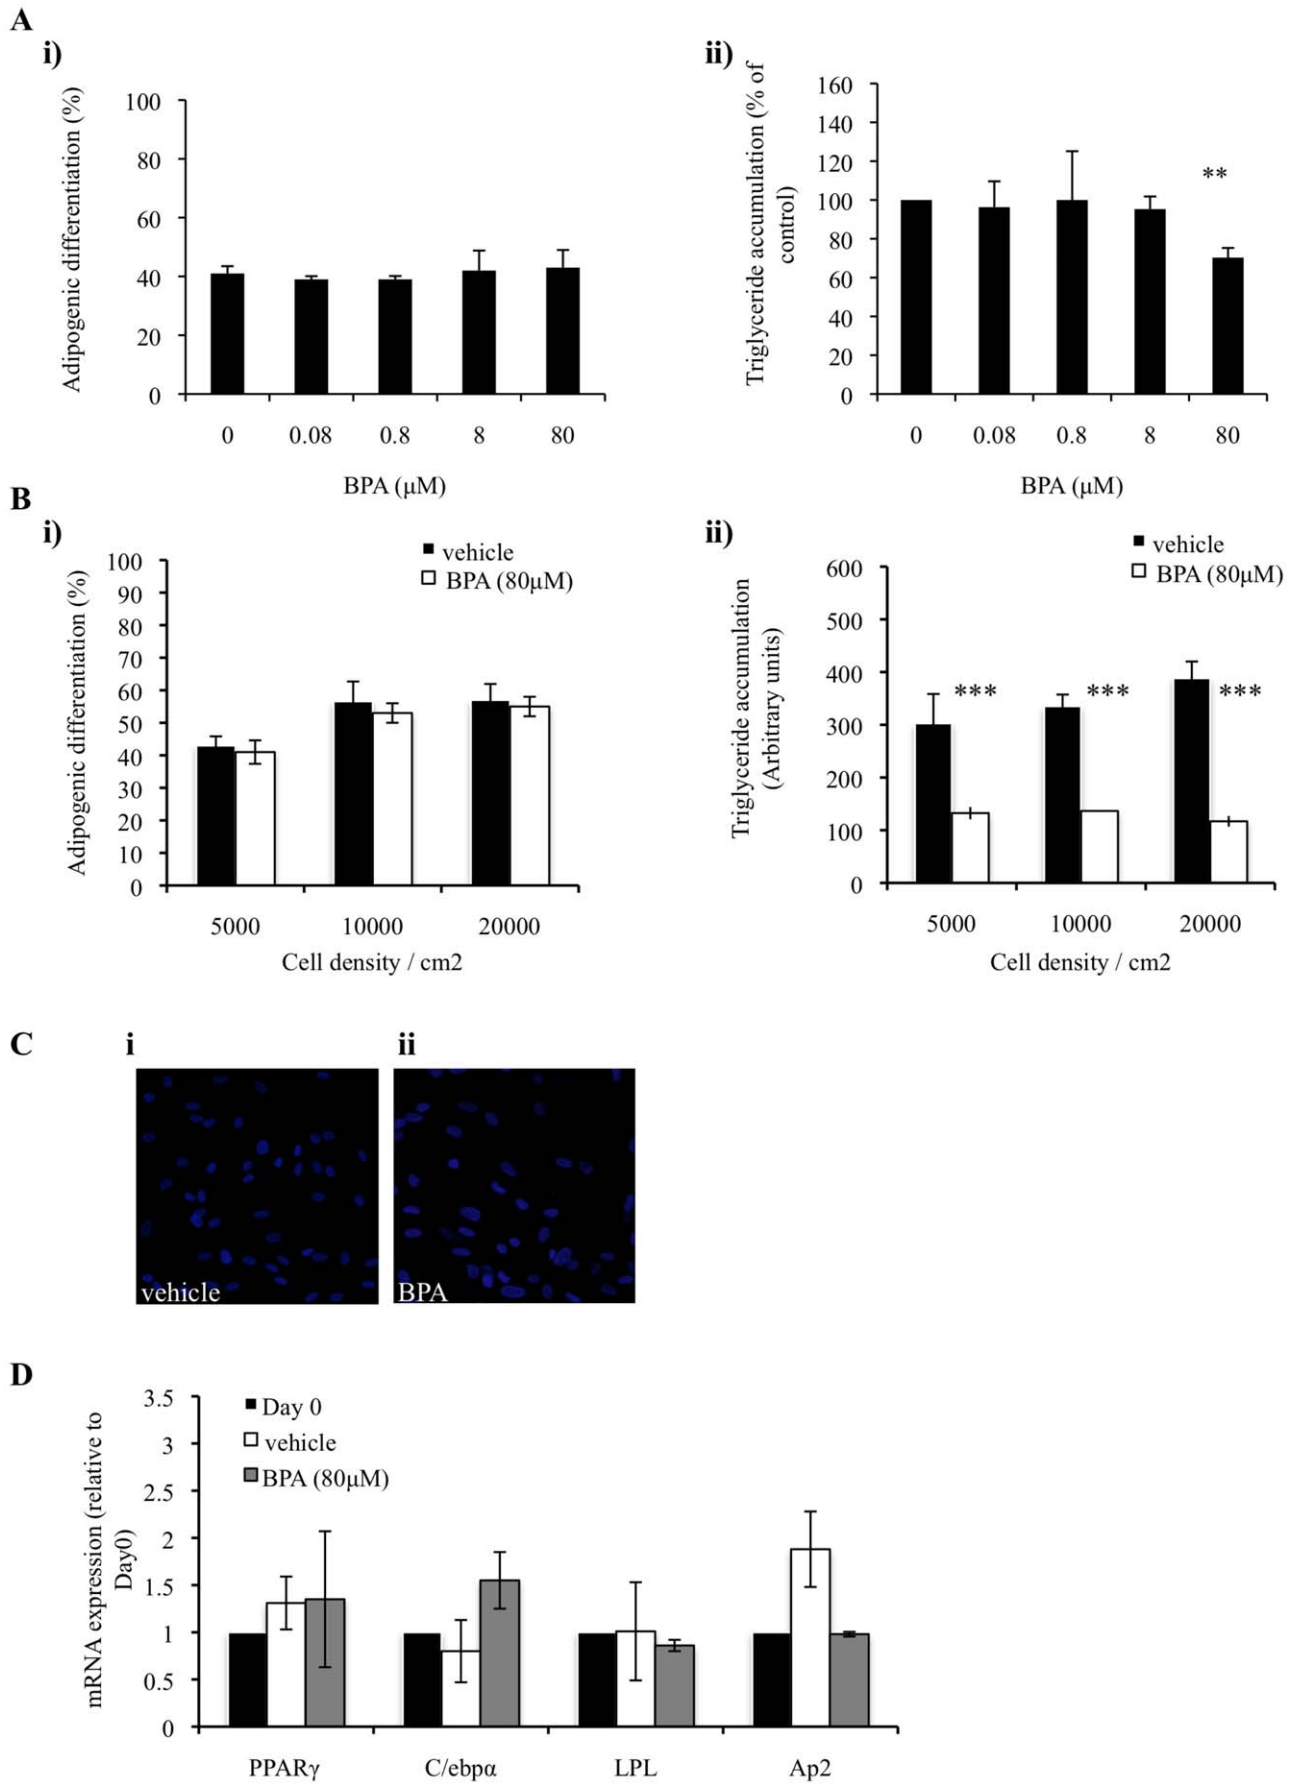 A
i)
Adipogenic differentiation (%)
100
80
60
40
20
0
0 0.08 0.8 8 80
BPA (μM)
ii)
Triglyceride accumulation (% of
control)
160
140
120
100
80
60
40
20
0
**
0 0.08 0.8 8 80
BPA (μM)
B
i)
Adipogenic differentiation (%)
100
90
80
70
60
50
40
30
20
10
0
vehicle
BPA (80μM)
5000 10000 20000
Cell density / cm2
ii)
Triglyceride accumulation
(Arbitrary units)
600
500
400
300
200
100
0
vehicle
BPA (80μM)
*** *** ***
5000 10000 20000
Cell density / cm2
C
i
vehicle
ii
BPA
D
mRNA expression (relative to
Day0)
3.5
3
2.5
2
1.5
1
0.5
0
Day 0
vehicle
BPA (80μM)
PPARγ C/ebpα LPL Ap2